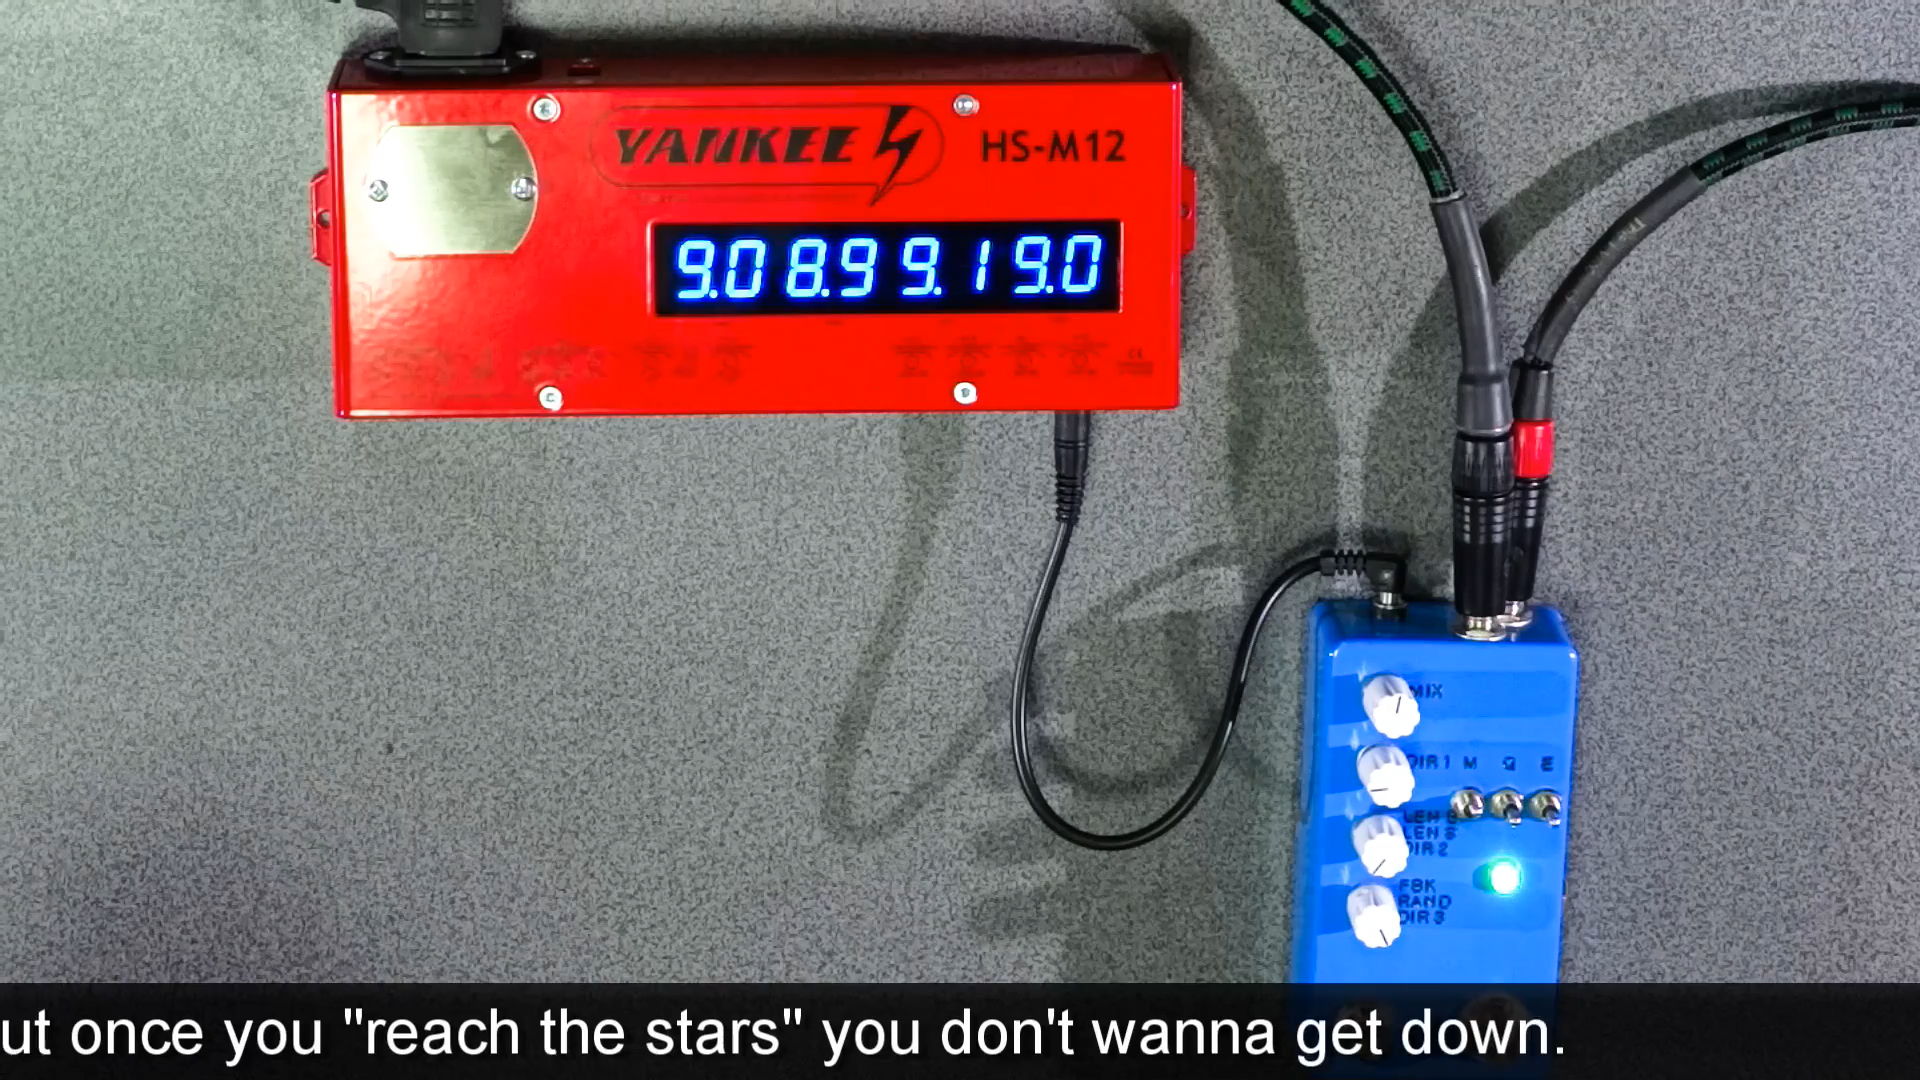 YANKEE HS-M12
9.0 8.9 9.1 9.0
MIX
DIR 1 M Q E
LEN B
LEN S
DIR 2
FBK
RAND
DIR 3
ut once you "reach the stars" you don't wanna get down.